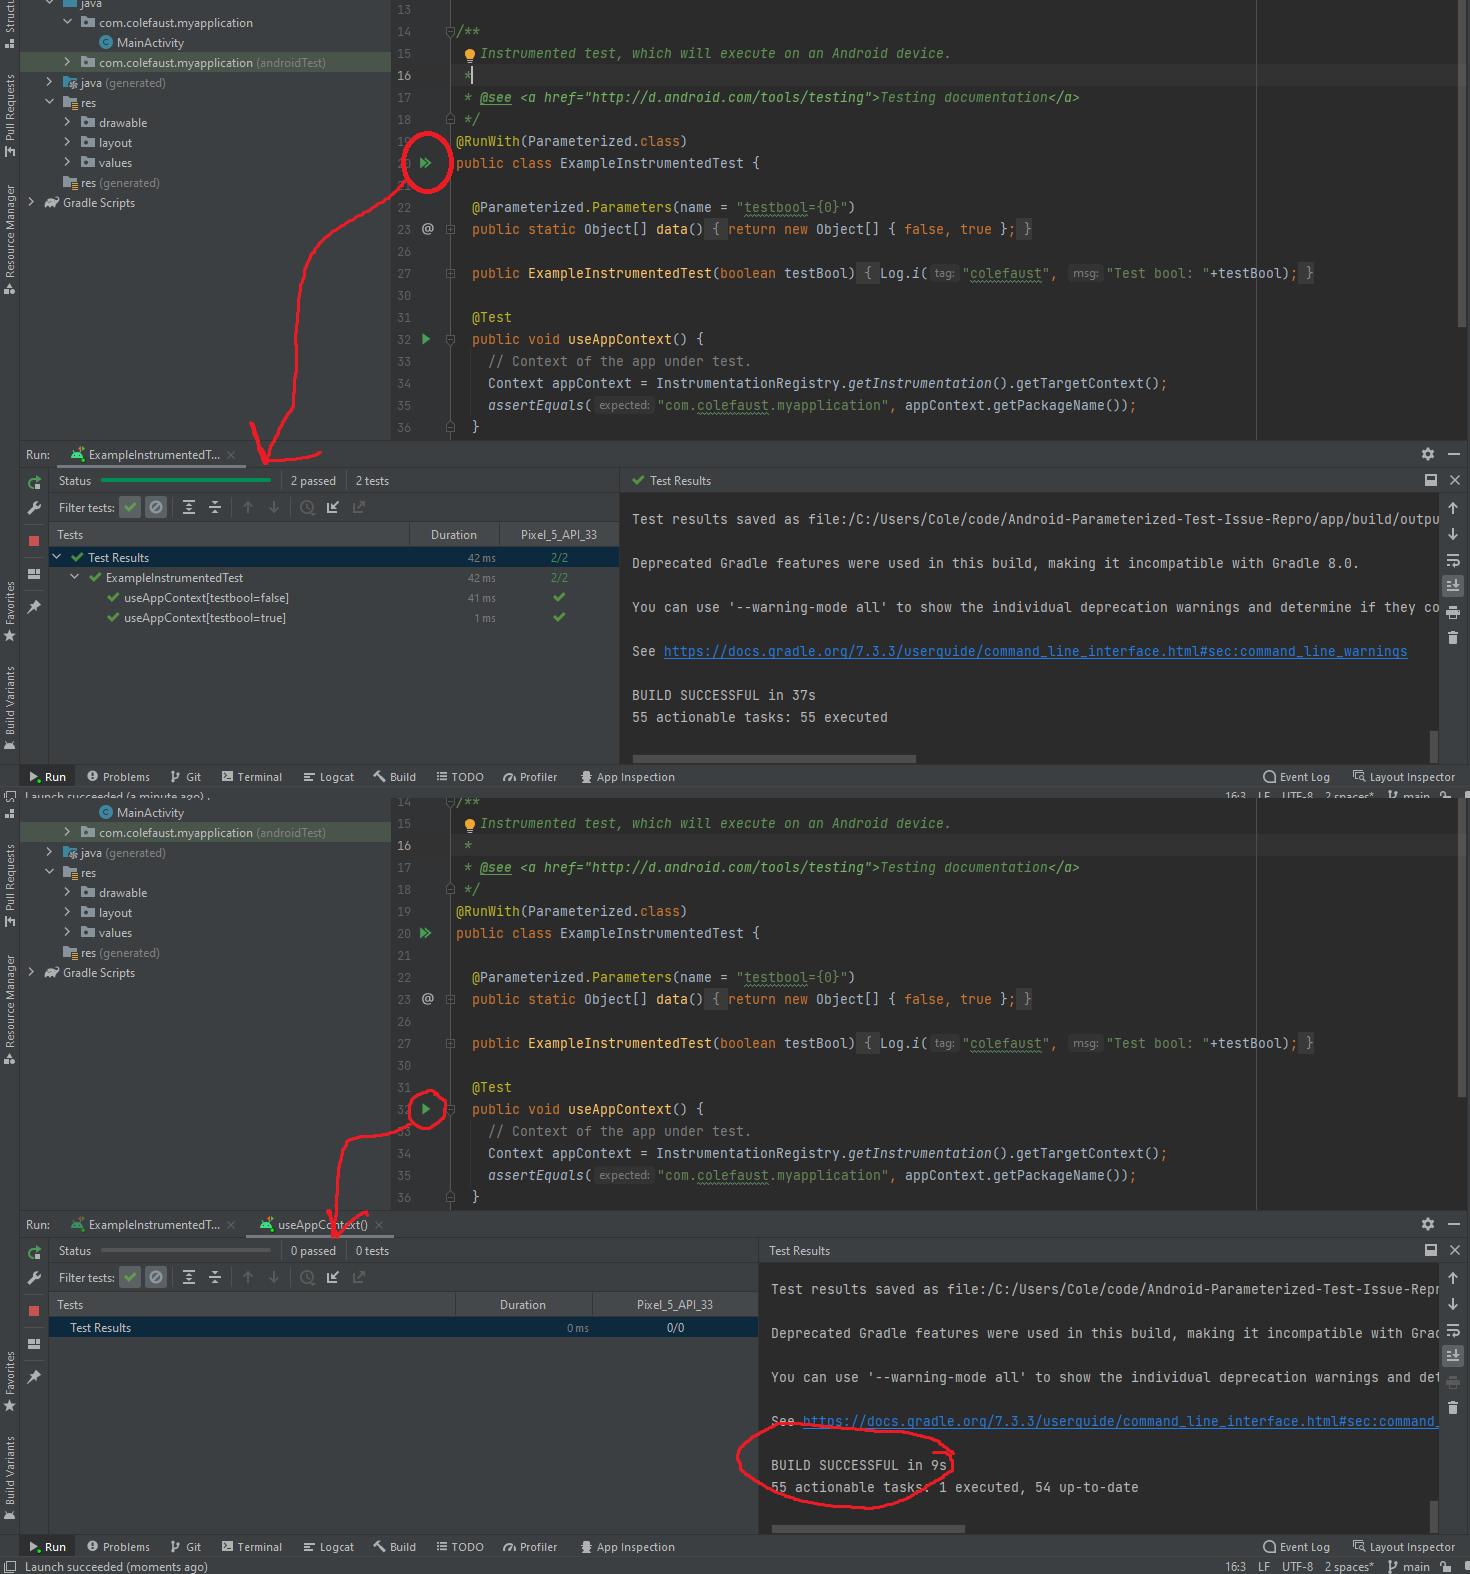 java
com.colefaust.myapplication
MainActivity
com.colefaust.myapplication (androidTest)
java (generated)
res
drawable
layout
values
res (generated)
Gradle Scripts
Pull Requests
Resource Manager
Favorites
Build Variants
13
14 /**
15 Instrumented test, which will execute on an Android device.
16 *
17 * @see <a href="http://d.android.com/tools/testing">Testing documentation</a>
18 */
19 @RunWith(Parameterized.class)
20 public class ExampleInstrumentedTest {
21
22 @Parameterized.Parameters(name = "testbool={0}")
23 @ public static Object[] data() { return new Object[] { false, true }; }
26
27 public ExampleInstrumentedTest(boolean testBool) { Log.i( tag: "colefaust", msg: "Test bool: "+testBool); }
30
31 @Test
32 public void useAppContext() {
33 // Context of the app under test.
34 Context appContext = InstrumentationRegistry.getInstrumentation().getTargetContext();
35 assertEquals( expected: "com.colefaust.myapplication", appContext.getPackageName());
36 }
Run: ExampleInstrumentedT...
Status 2 passed 2 tests
Filter tests:
Tests Duration Pixel_5_API_33
Test Results 42 ms 2/2
ExampleInstrumentedTest 42 ms 2/2
useAppContext[testbool=false] 41 ms
useAppContext[testbool=true] 1 ms
Test Results
Test results saved as file:/C:/Users/Cole/code/Android-Parameterized-Test-Issue-Repro/app/build/outpu
Deprecated Gradle features were used in this build, making it incompatible with Gradle 8.0.
You can use '--warning-mode all' to show the individual deprecation warnings and determine if they co
See https://docs.gradle.org/7.3.3/userguide/command_line_interface.html#sec:command_line_warnings
BUILD SUCCESSFUL in 37s
55 actionable tasks: 55 executed
Run Problems Git Terminal Logcat Build TODO Profiler App Inspection Event Log Layout Inspector
Launch succeeded (a minute ago) 16:3 LF UTF-8 2 spaces* main
MainActivity
com.colefaust.myapplication (androidTest)
java (generated)
res
drawable
layout
values
res (generated)
Gradle Scripts
Pull Requests
Resource Manager
Favorites
Build Variants
14 /**
15 Instrumented test, which will execute on an Android device.
16 *
17 * @see <a href="http://d.android.com/tools/testing">Testing documentation</a>
18 */
19 @RunWith(Parameterized.class)
20 public class ExampleInstrumentedTest {
21
22 @Parameterized.Parameters(name = "testbool={0}")
23 @ public static Object[] data() { return new Object[] { false, true }; }
26
27 public ExampleInstrumentedTest(boolean testBool) { Log.i( tag: "colefaust", msg: "Test bool: "+testBool); }
30
31 @Test
32 public void useAppContext() {
33 // Context of the app under test.
34 Context appContext = InstrumentationRegistry.getInstrumentation().getTargetContext();
35 assertEquals( expected: "com.colefaust.myapplication", appContext.getPackageName());
36 }
Run: ExampleInstrumentedT... useAppContext()
Status 0 passed 0 tests
Filter tests:
Tests Duration Pixel_5_API_33
Test Results 0 ms 0/0
Test Results
Test results saved as file:/C:/Users/Cole/code/Android-Parameterized-Test-Issue-Repr
Deprecated Gradle features were used in this build, making it incompatible with Grad
You can use '--warning-mode all' to show the individual deprecation warnings and det
See https://docs.gradle.org/7.3.3/userguide/command_line_interface.html#sec:command_
BUILD SUCCESSFUL in 9s
55 actionable tasks: 1 executed, 54 up-to-date
Run Problems Git Terminal Logcat Build TODO Profiler App Inspection Event Log Layout Inspector
Launch succeeded (moments ago) 16:3 LF UTF-8 2 spaces* main